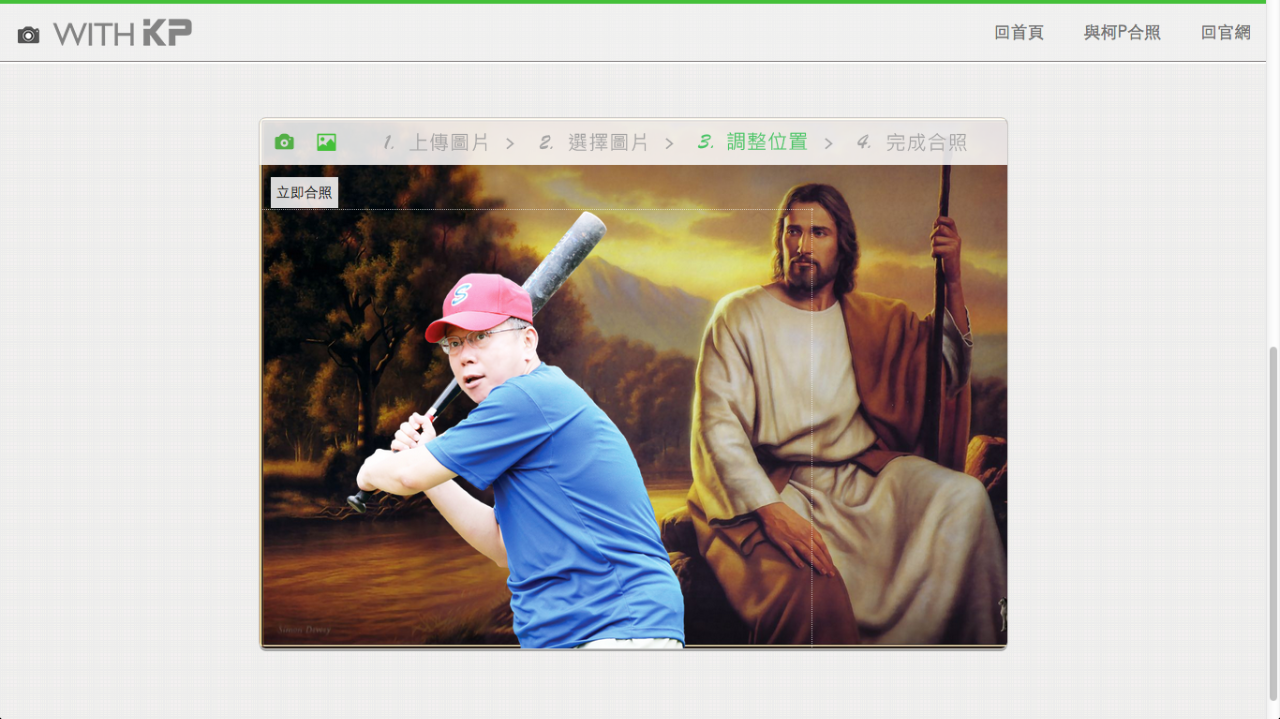 WITH KP
回首頁 與柯P合照 回官網
1. 上傳圖片 > 2. 選擇圖片 > 3. 調整位置 > 4. 完成合照
立即合照
S
Simon Dewey